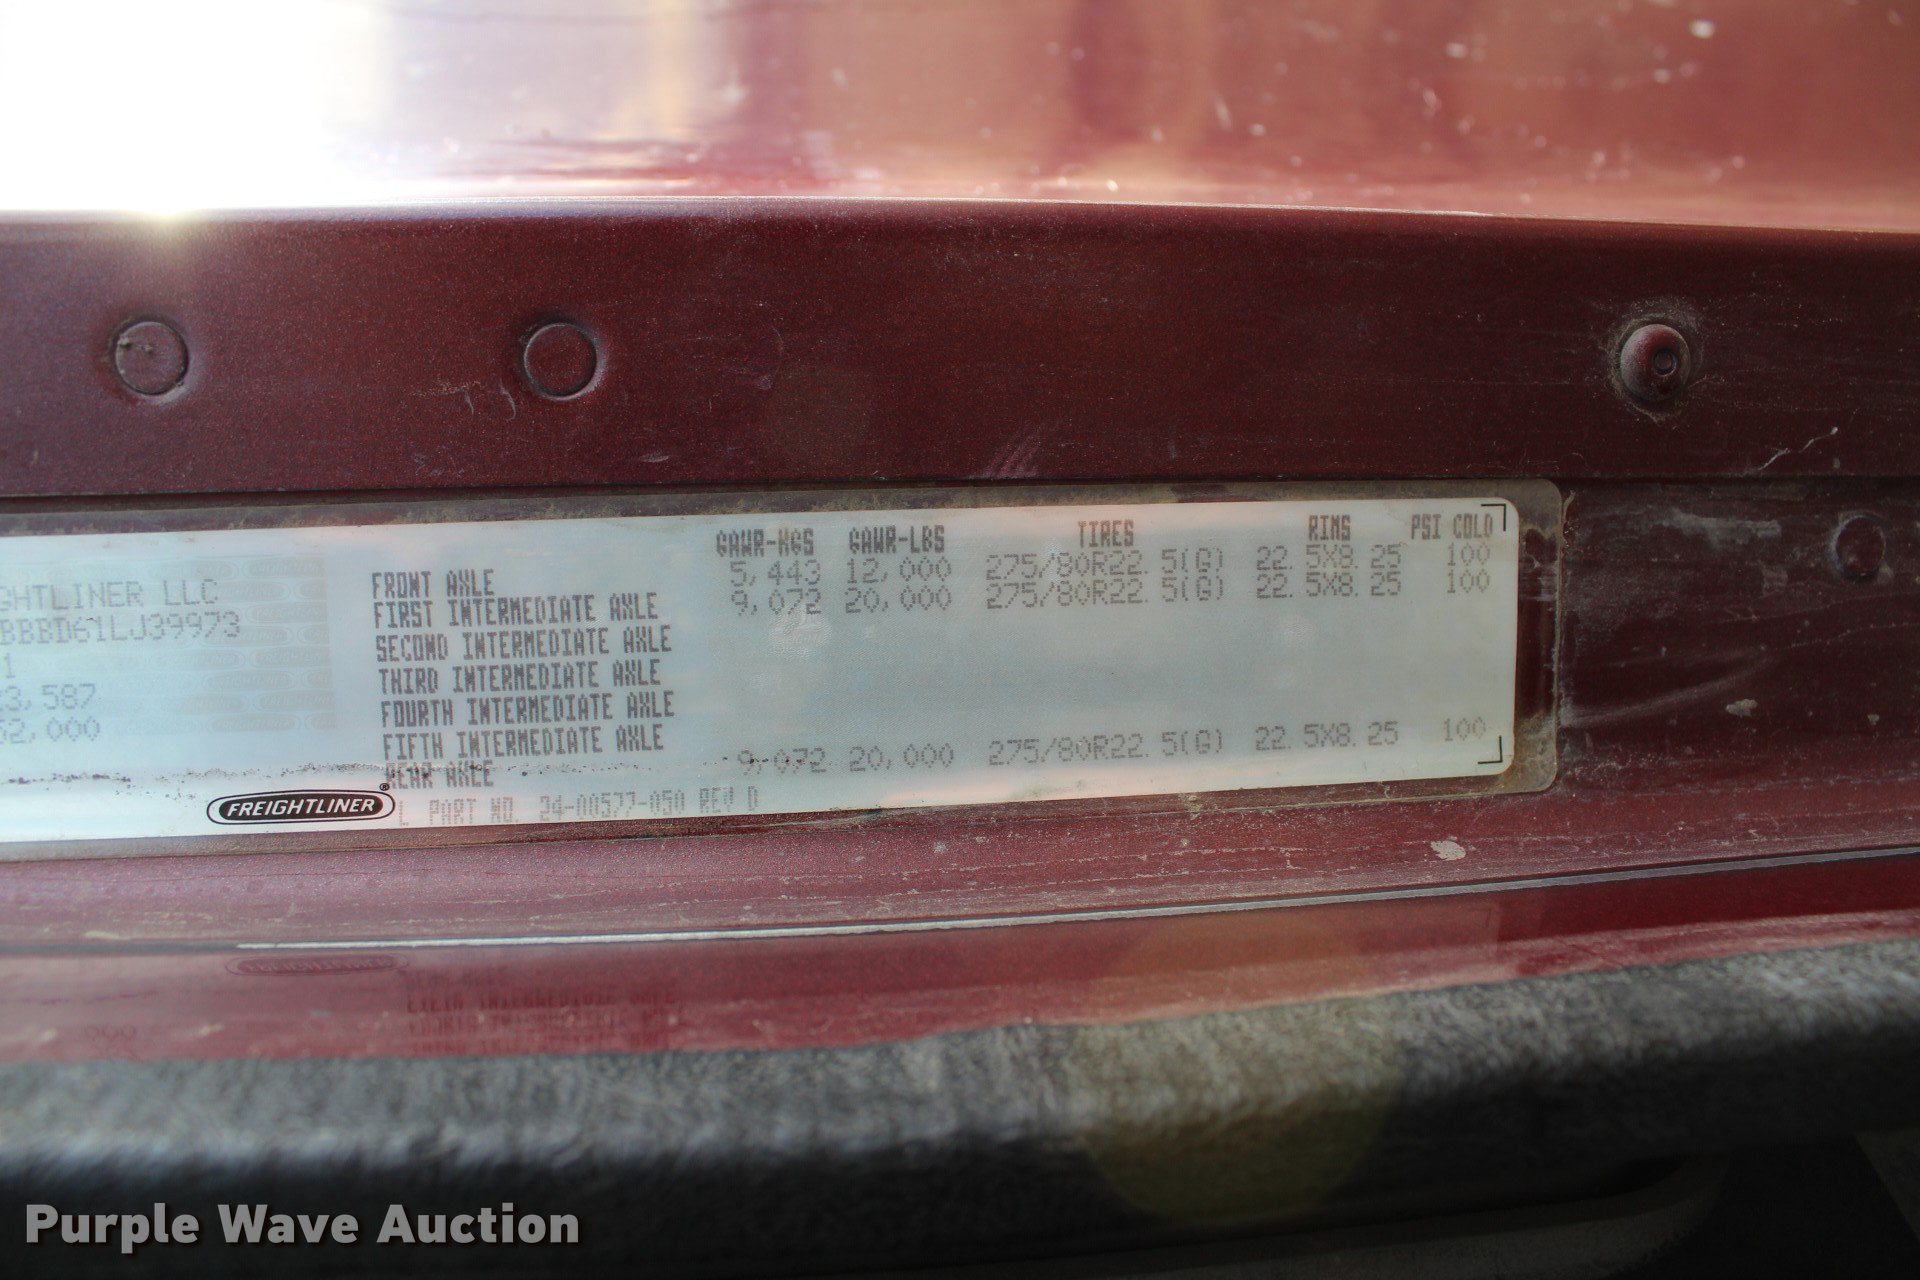 GAWR-KGS GAWR-LBS TIRES RIMS PSI COLD
GHTLINER LLC FRONT AXLE 5,443 12,000 275/80R22.5(G) 22.5X8.25 100
BBBD61LJ39973 FIRST INTERMEDIATE AXLE 9,072 20,000 275/80R22.5(G) 22.5X8.25 100
SECOND INTERMEDIATE AXLE
1 THIRD INTERMEDIATE AXLE
23,587 FOURTH INTERMEDIATE AXLE
52,000 FIFTH INTERMEDIATE AXLE
REAR AXLE 9,072 20,000 275/80R22.5(G) 22.5X8.25 100
FREIGHTLINER® PART NO. 24-00577-050 REV D
Purple Wave Auction